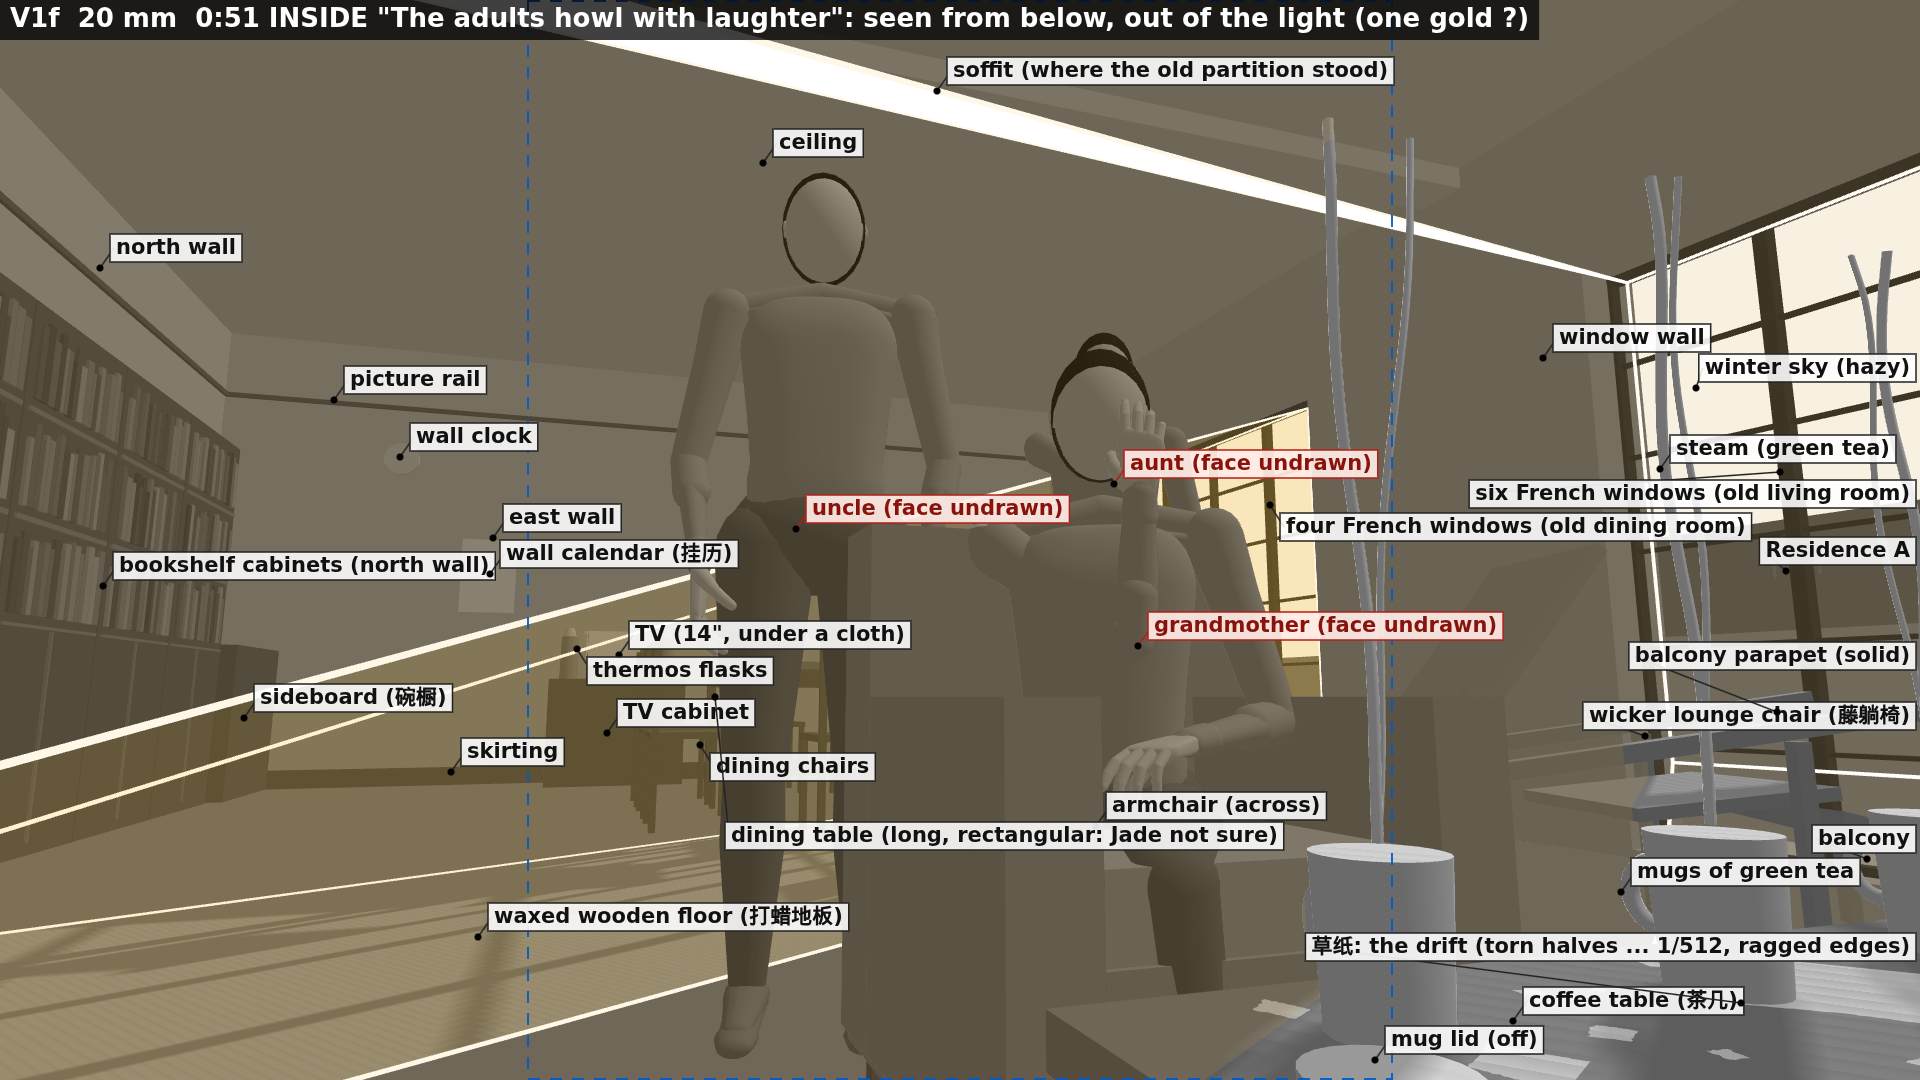 V1f 20 mm 0:51 INSIDE "The adults howl with laughter": seen from below, out of the light (one gold ?)
soffit (where the old partition stood)
ceiling
north wall
window wall
winter sky (hazy)
picture rail
wall clock
steam (green tea)
aunt (face undrawn)
six French windows (old living room)
uncle (face undrawn)
east wall
four French windows (old dining room)
wall calendar (挂历)
Residence A
bookshelf cabinets (north wall)
grandmother (face undrawn)
TV (14", under a cloth)
balcony parapet (solid)
thermos flasks
sideboard (碗橱)
TV cabinet
wicker lounge chair (藤躺椅)
skirting
dining chairs
armchair (across)
dining table (long, rectangular: Jade not sure)
balcony
mugs of green tea
waxed wooden floor (打蜡地板)
草纸: the drift (torn halves ... 1/512, ragged edges)
coffee table (茶几)
mug lid (off)